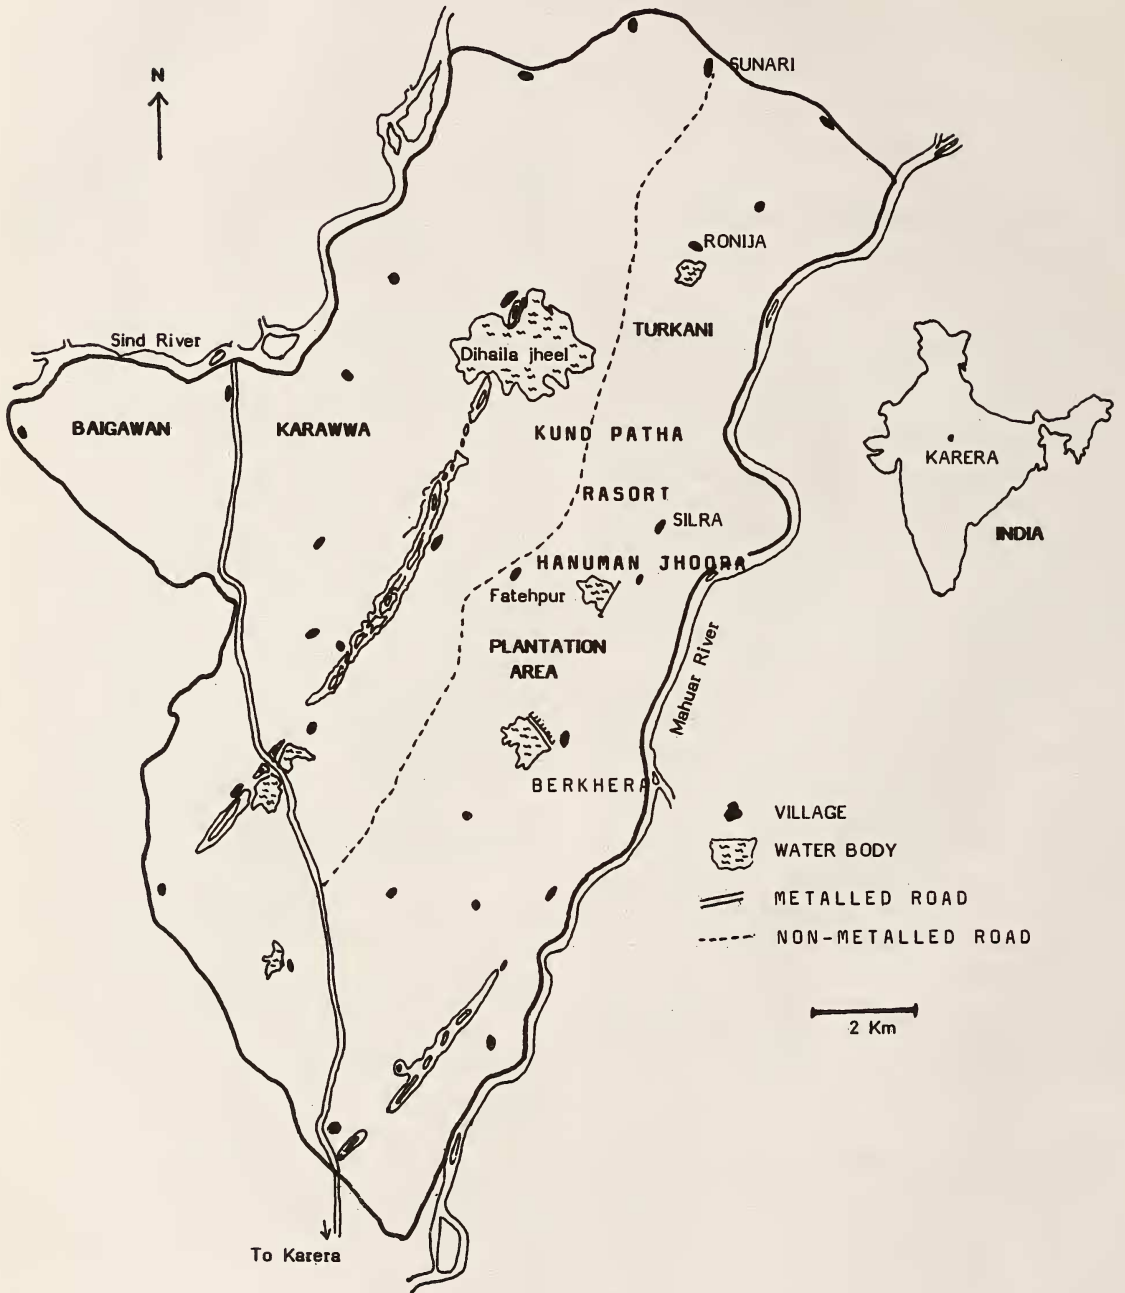 N
SUNARI
RONIJA
TURKANI
Sind River
Dihaila jheel
BAIGAWAN
KARAWWA
KUND PATHA
KARERA
RASORT
SILRA
INDIA
HANUMAN JHOORA
Fatehpur
PLANTATION
AREA
Mahuar River
BERKHERA
VILLAGE
WATER BODY
METALLED ROAD
NON-METALLED ROAD
2 Km
To Karera